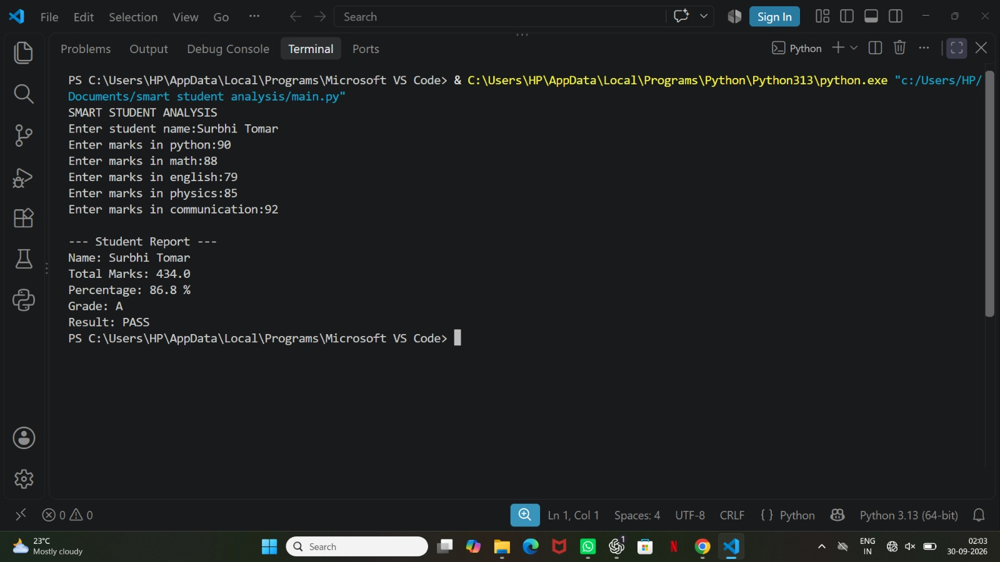 File Edit Selection View Go ··· Search Sign In
Problems Output Debug Console Terminal Ports Python
PS C:\Users\HP\AppData\Local\Programs\Microsoft VS Code> & C:\Users\HP\AppData\Local\Programs\Python\Python313\python.exe "c:/Users/HP/
Documents/smart student analysis/main.py"
SMART STUDENT ANALYSIS
Enter student name:Surbhi Tomar
Enter marks in python:90
Enter marks in math:88
Enter marks in english:79
Enter marks in physics:85
Enter marks in communication:92
--- Student Report ---
Name: Surbhi Tomar
Total Marks: 434.0
Percentage: 86.8 %
Grade: A
Result: PASS
PS C:\Users\HP\AppData\Local\Programs\Microsoft VS Code>
0 0 Ln 1, Col 1 Spaces: 4 UTF-8 CRLF { } Python Python 3.13 (64-bit)
23°C
Mostly cloudy
Search
1
N
ENG
IN
02:03
30-09-2026